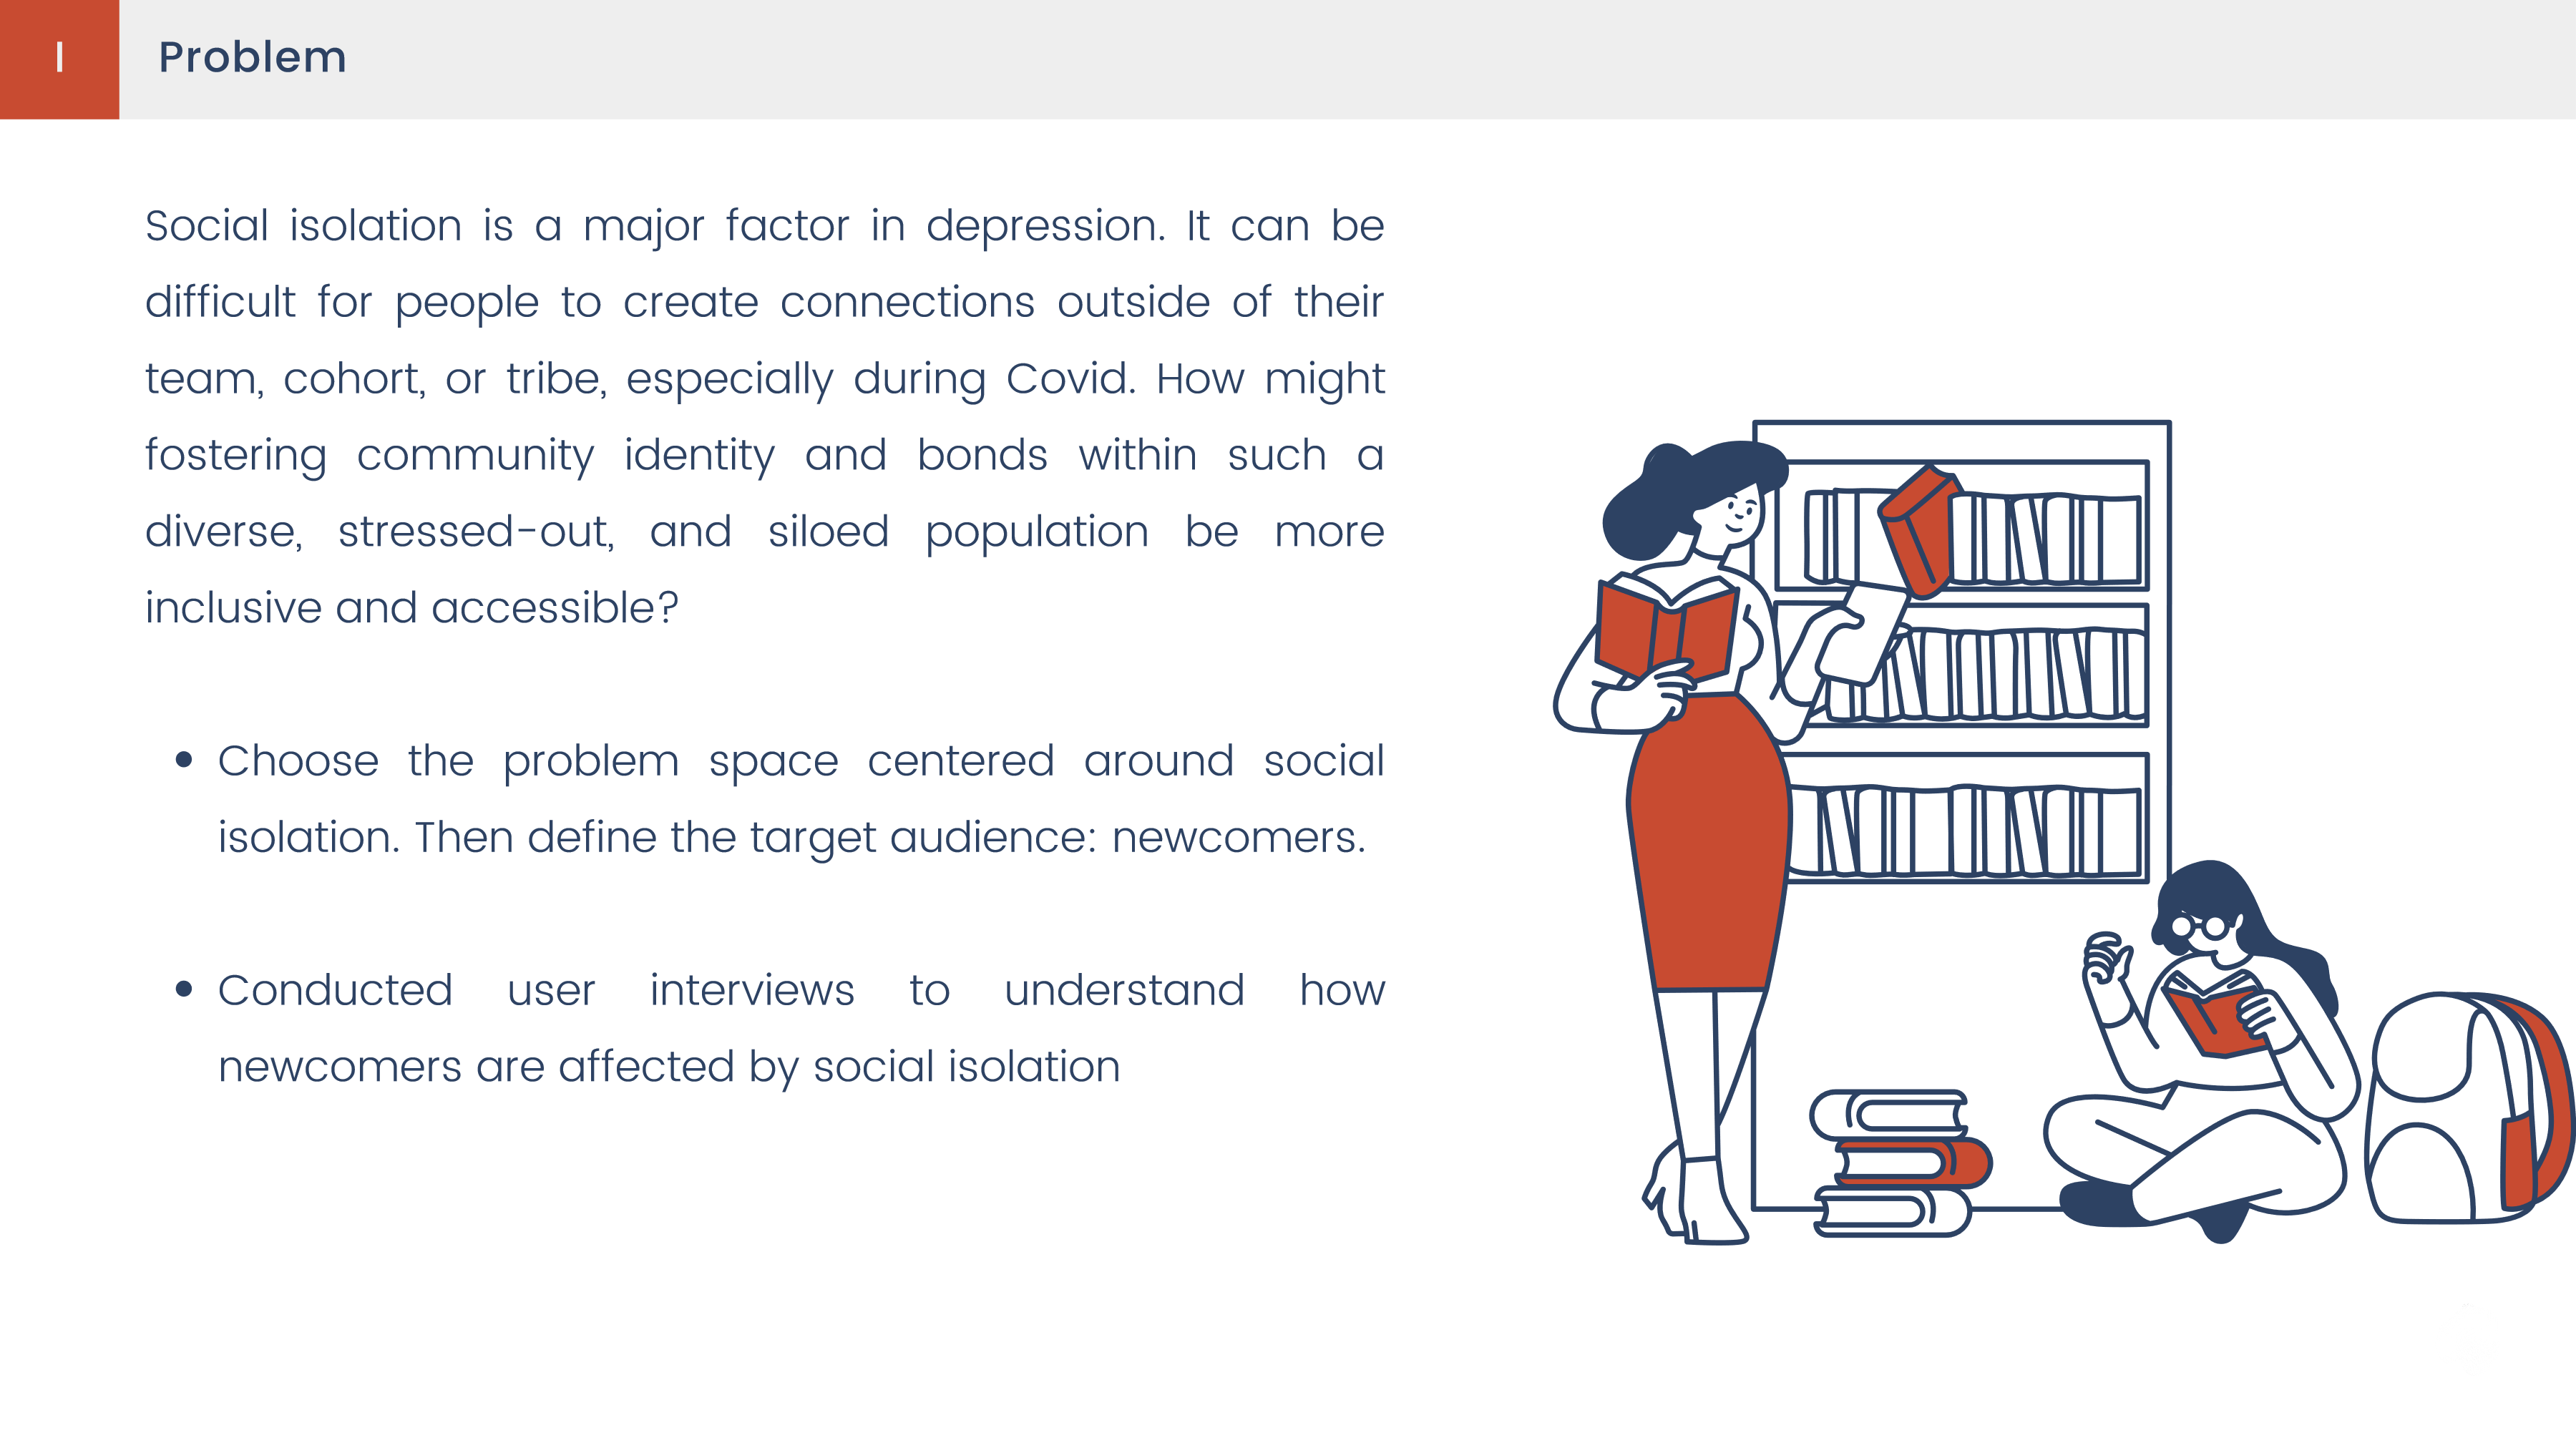 I
Problem
Social isolation is a major factor in depression. It can be
difficult for people to create connections outside of their
team, cohort, or tribe, especially during Covid. How might
fostering community identity and bonds within such a
diverse, stressed-out, and siloed population be more
inclusive and accessible?
• Choose the problem space centered around social
isolation. Then define the target audience: newcomers.
• Conducted user interviews to understand how
newcomers are affected by social isolation